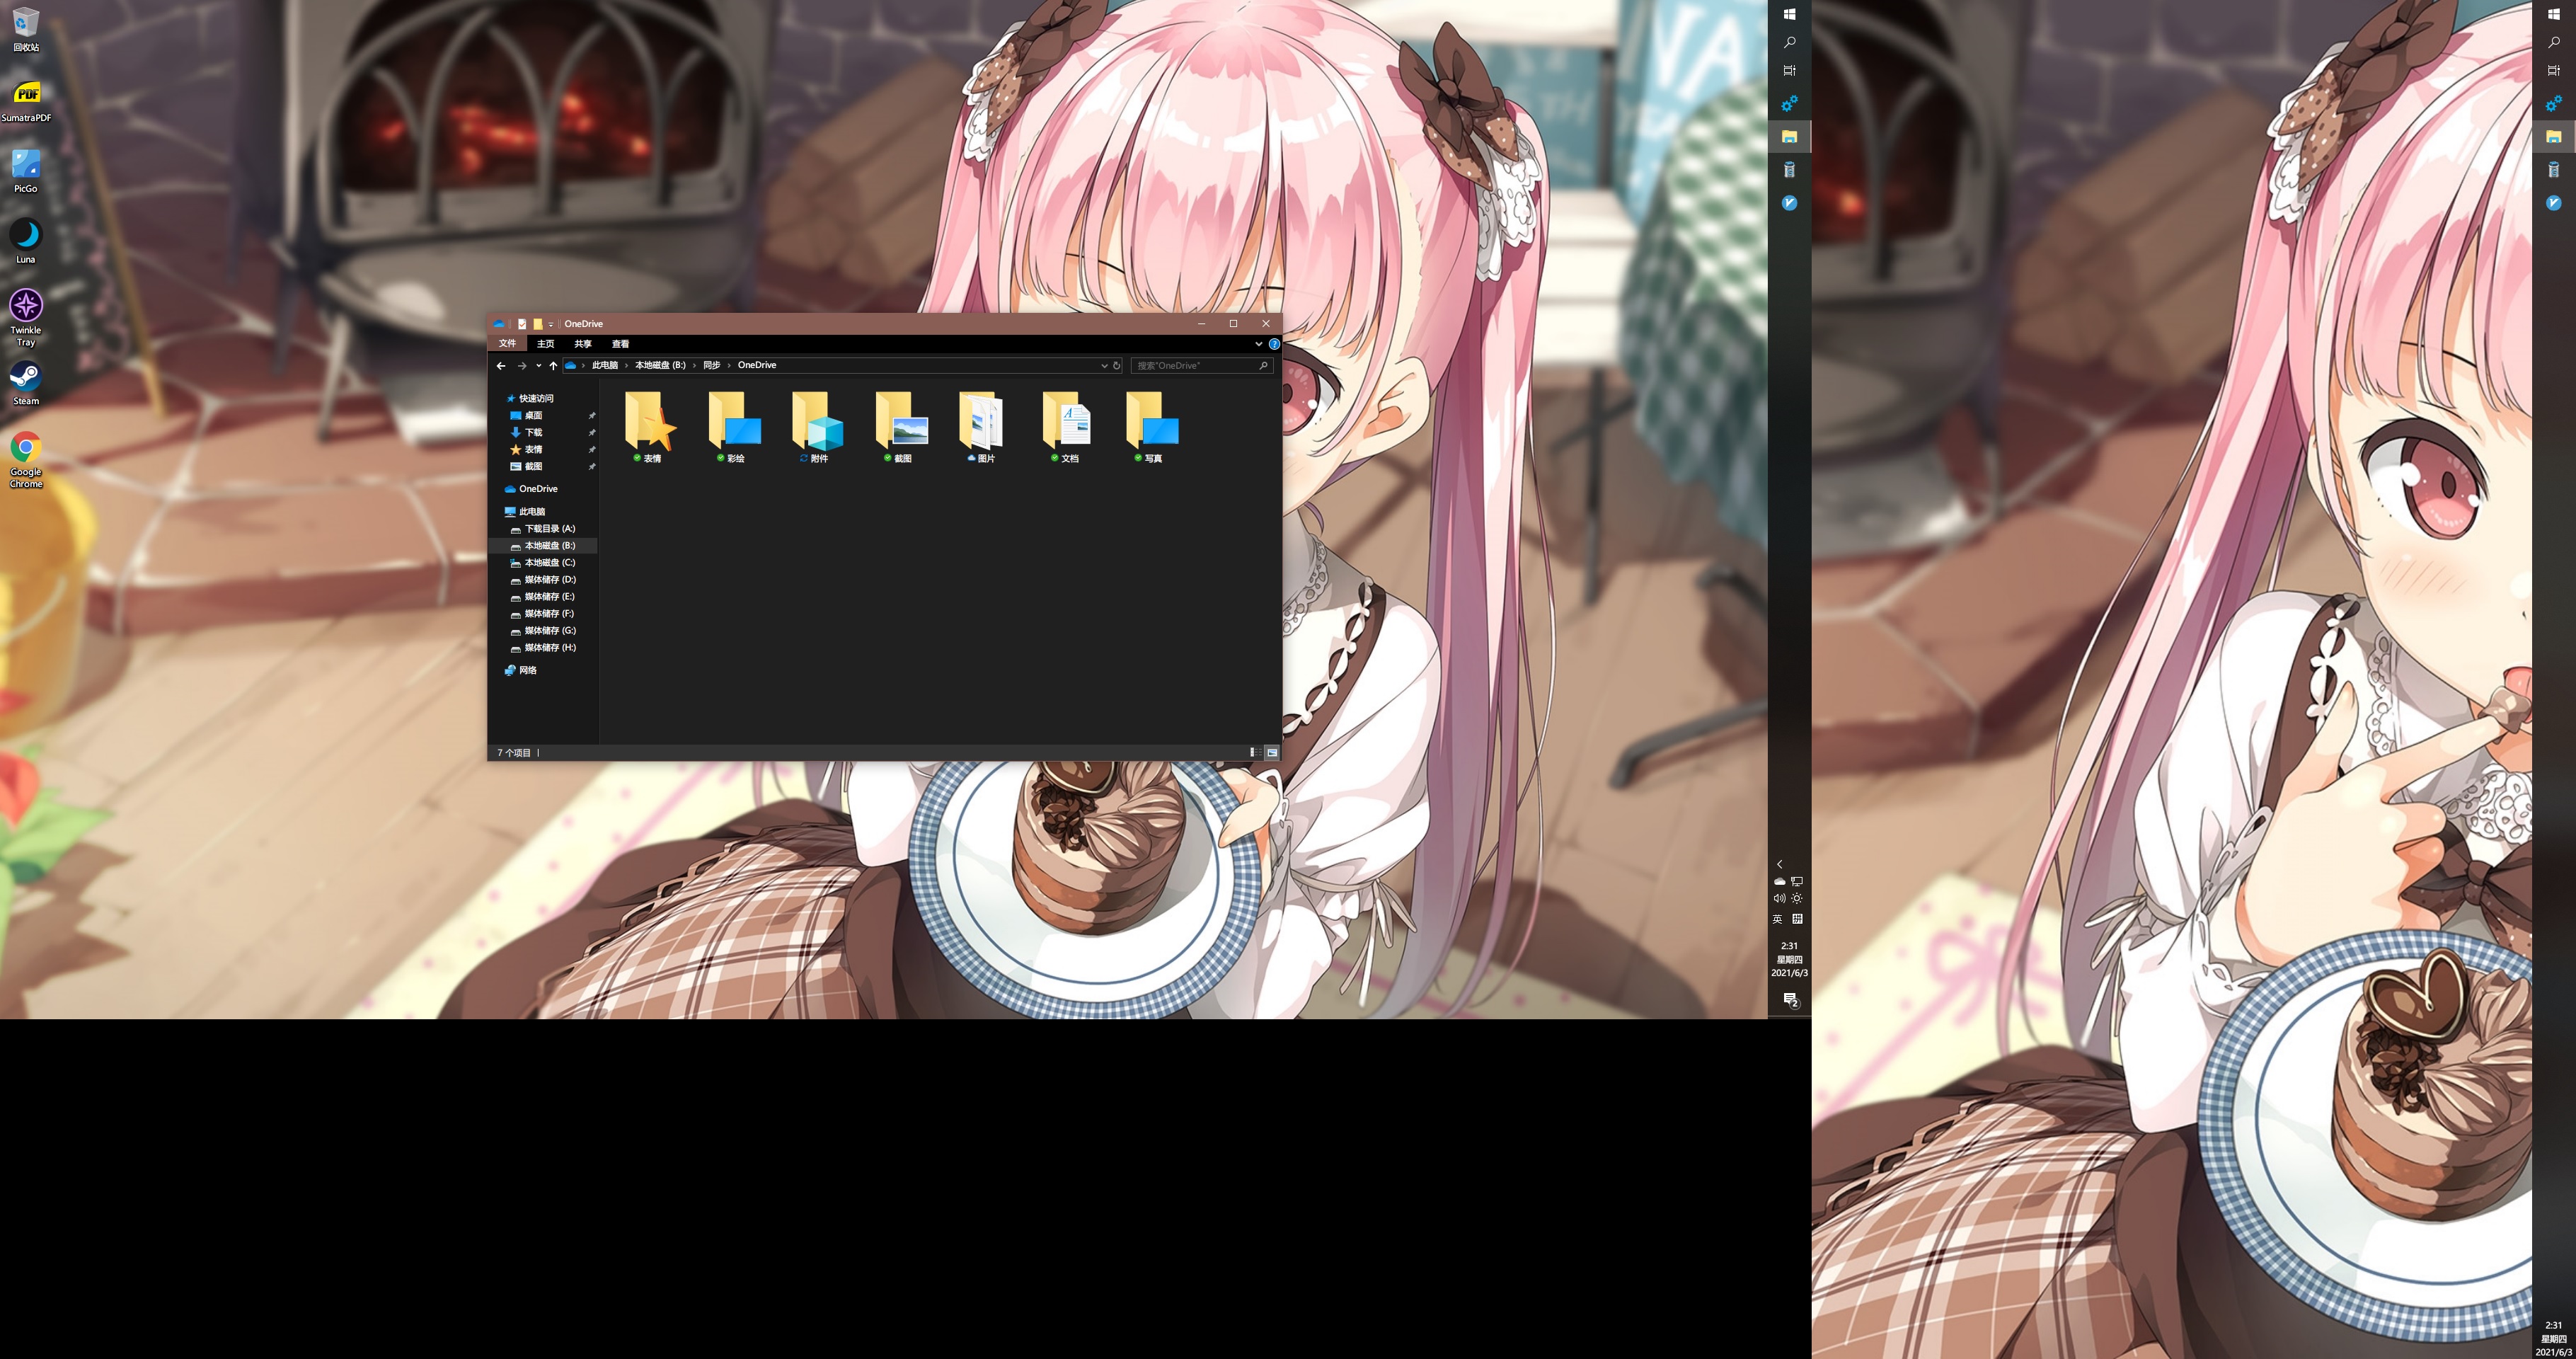 回收站
SumatraPDF
PicGo
Luna
Twinkle
Tray
Steam
Google
Chrome
OneDrive
文件 主页 共享 查看
此电脑 › 本地磁盘 (B:) › 同步 › OneDrive
搜索"OneDrive"
快速访问
桌面
下载
表情
截图
OneDrive
此电脑
下载目录 (A:)
本地磁盘 (B:)
本地磁盘 (C:)
媒体储存 (D:)
媒体储存 (E:)
媒体储存 (F:)
媒体储存 (G:)
媒体储存 (H:)
网络
表情 彩绘 附件 截图 图片 文档 写真
7 个项目
英
2:31
星期四
2021/6/3
2
2:31
星期四
2021/6/3